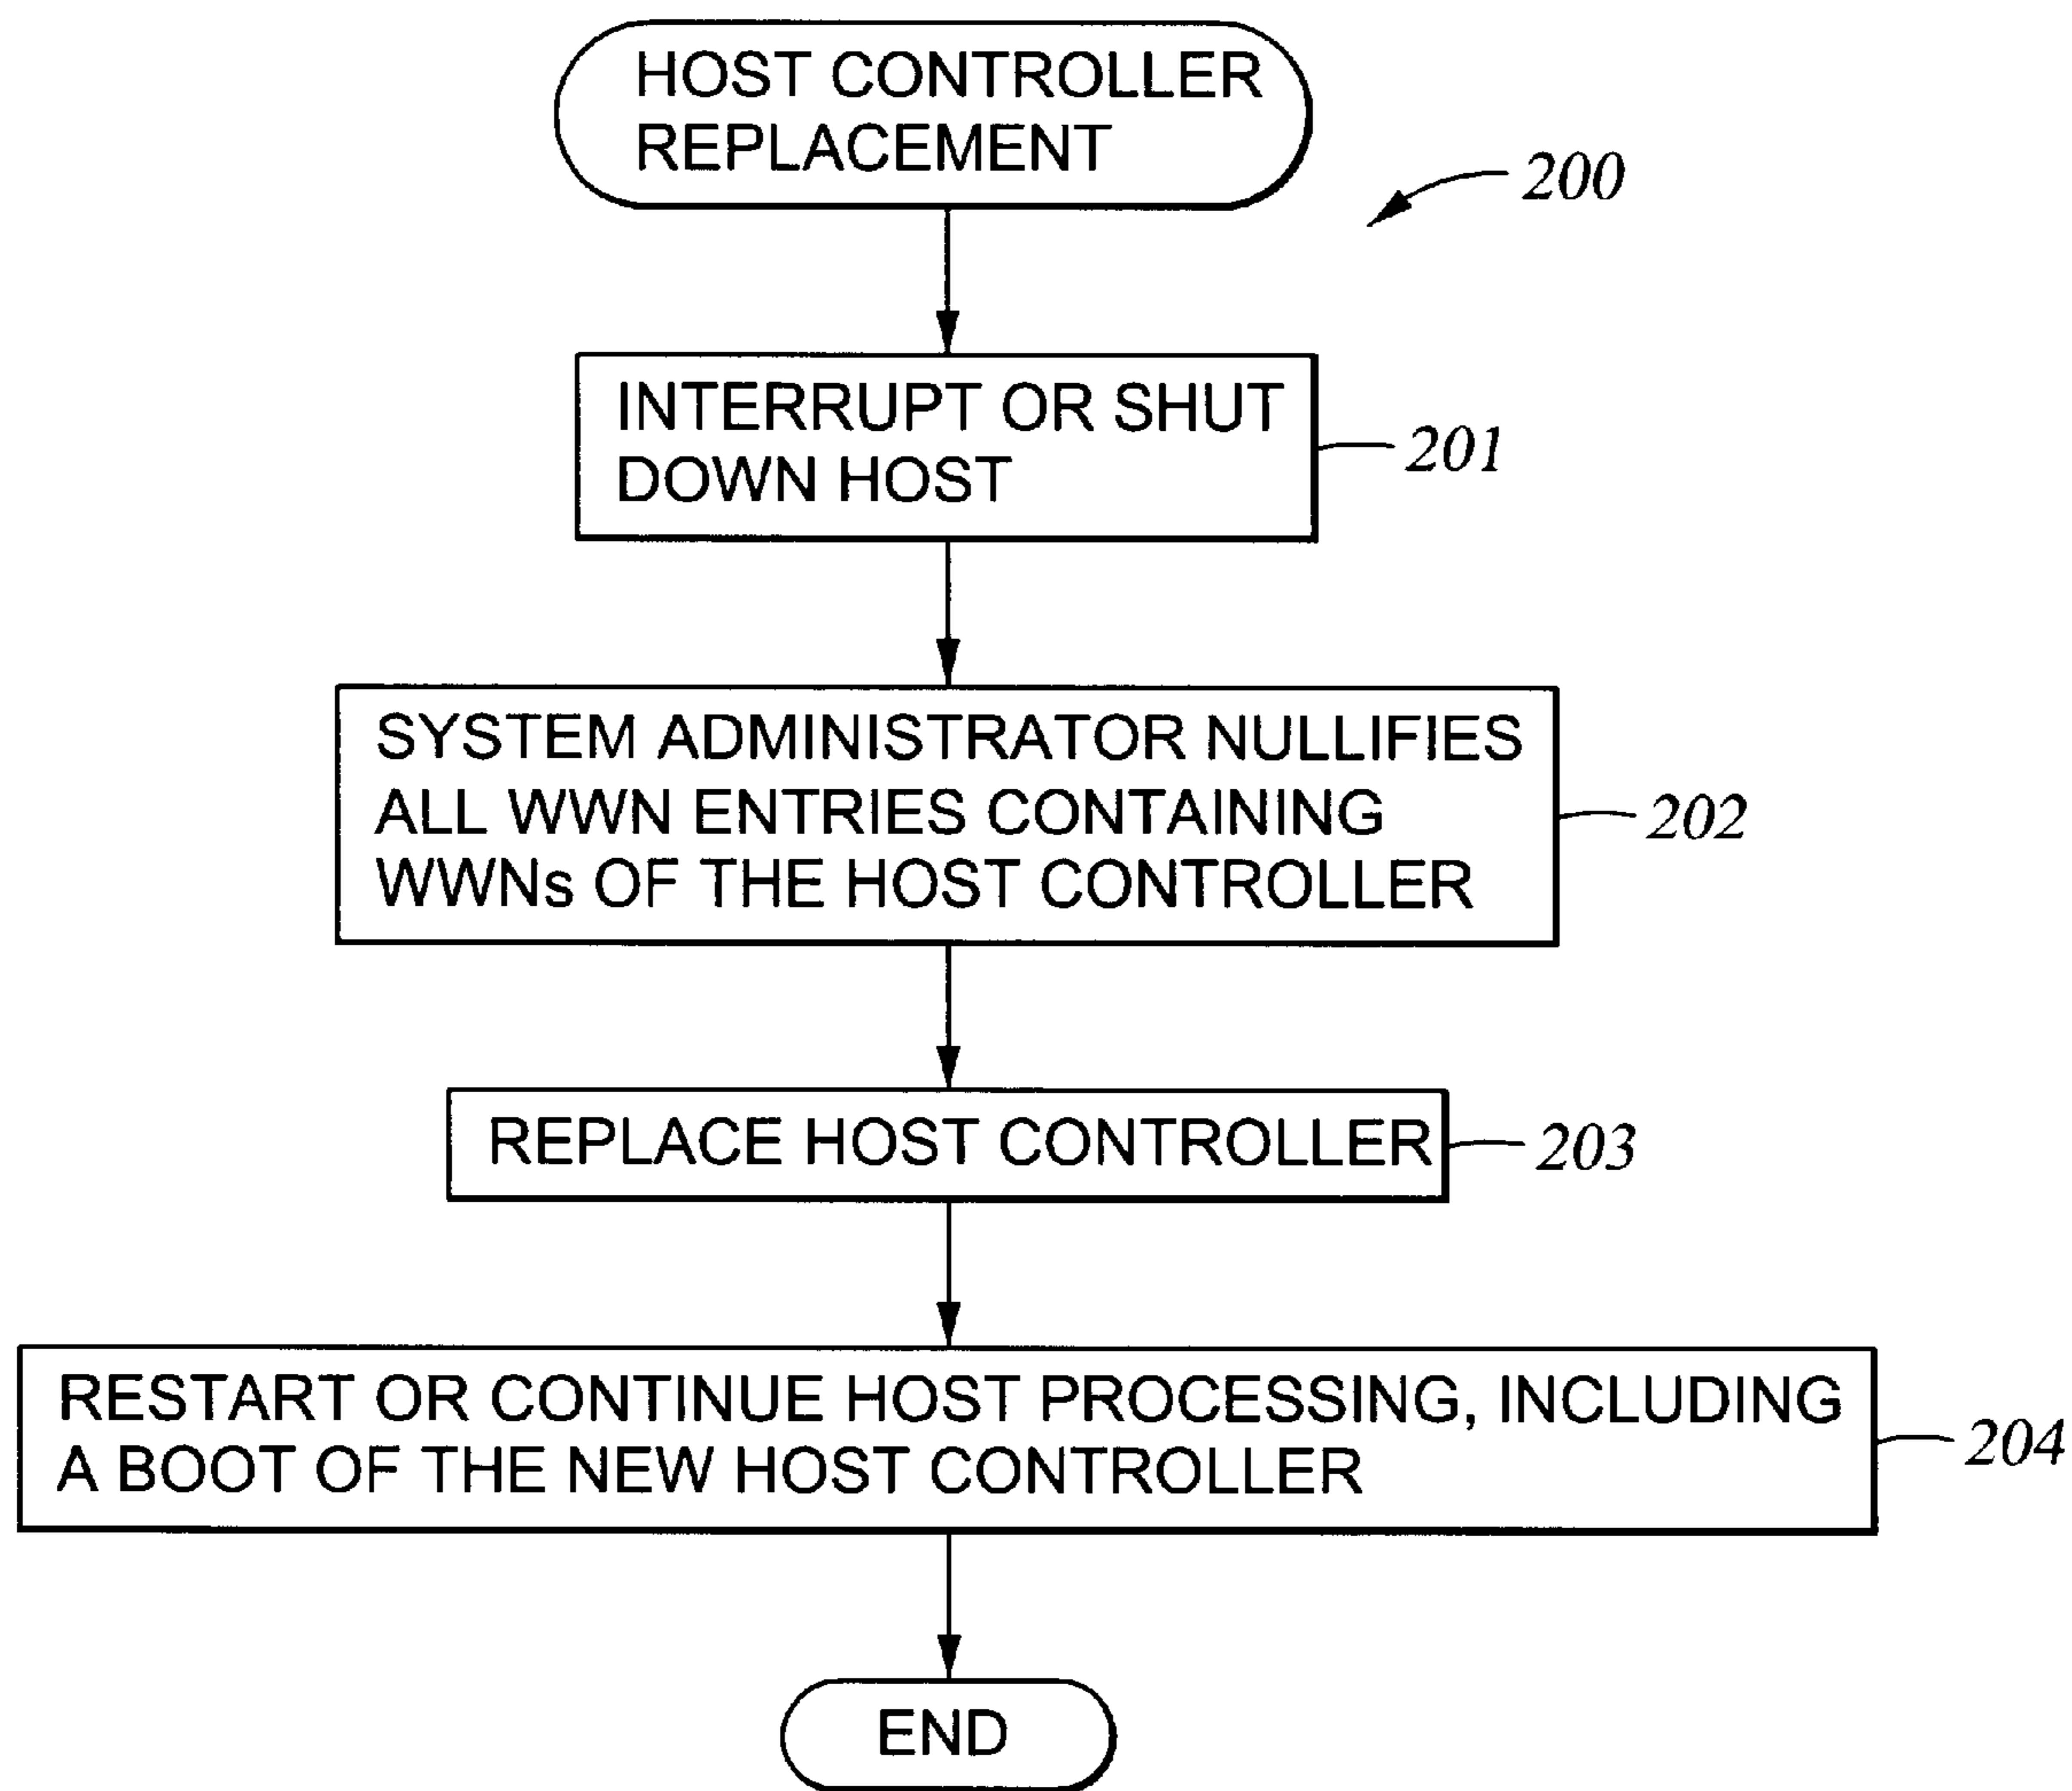 HOST CONTROLLER
REPLACEMENT
200
INTERRUPT OR SHUT
DOWN HOST
201
SYSTEM ADMINISTRATOR NULLIFIES
ALL WWN ENTRIES CONTAINING
WWNs OF THE HOST CONTROLLER
202
REPLACE HOST CONTROLLER
203
RESTART OR CONTINUE HOST PROCESSING, INCLUDING
A BOOT OF THE NEW HOST CONTROLLER
204
END